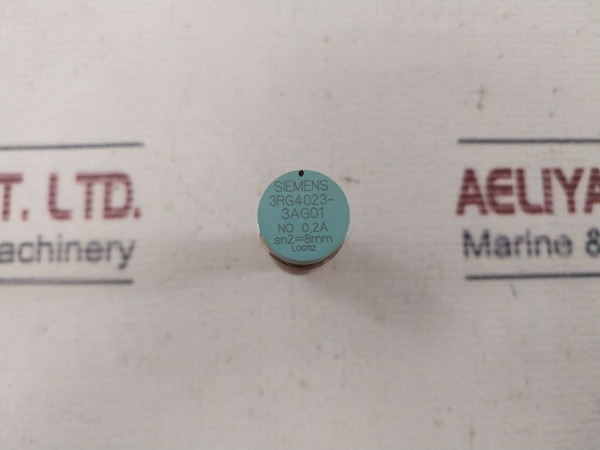 SIEMENS
3RG4023-
3AG01
NO 0,2A
sn2=8mm
T. LTD.
achinery
AELIYA
Marine &